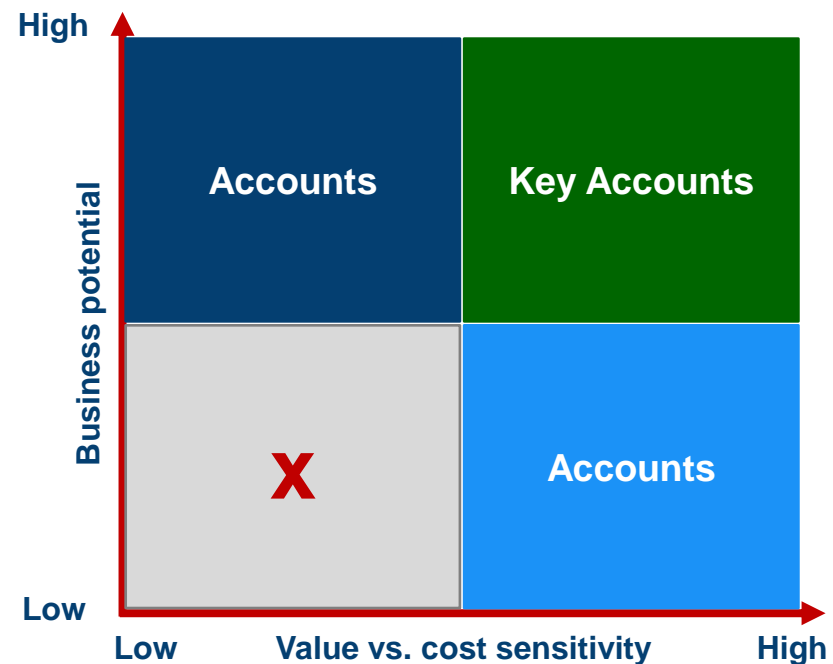 High
Accounts
Key Accounts
Business potential
x
Accounts
Low
Low
Value vs. cost sensitivity
High